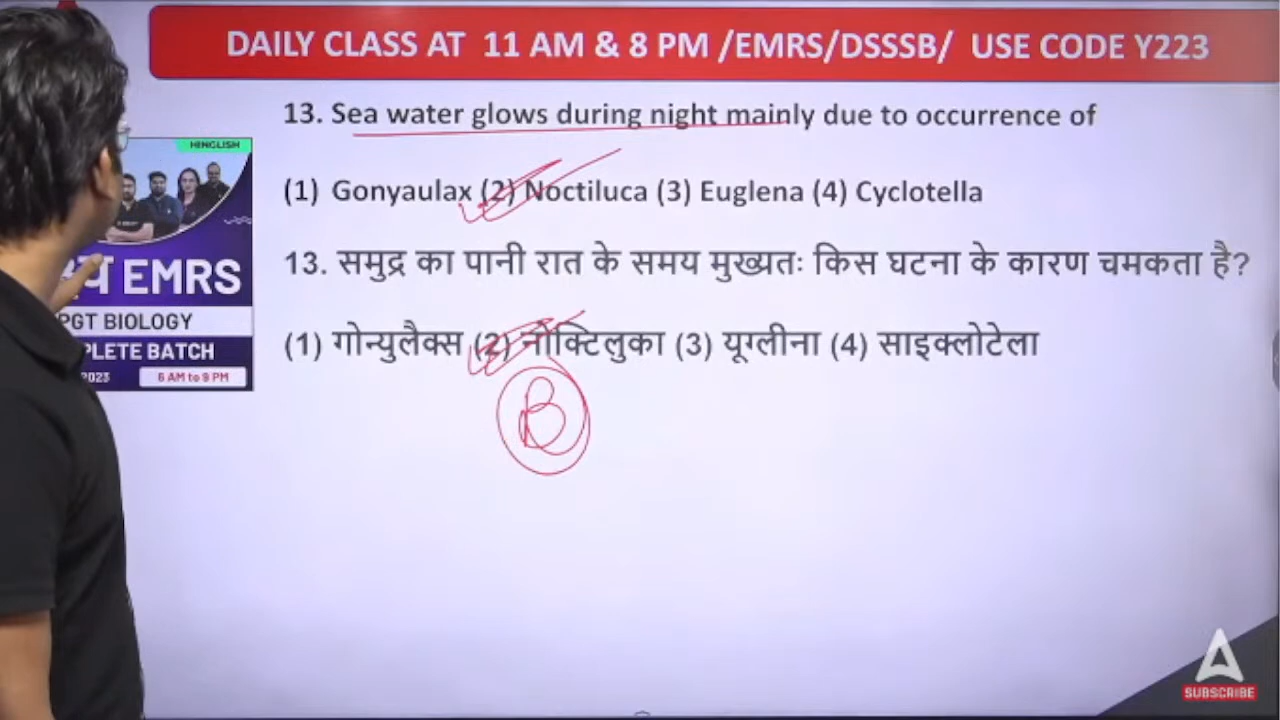 DAILY CLASS AT 11 AM & 8 PM /EMRS/DSSSB/ USE CODE Y223
13. Sea water glows during night mainly due to occurrence of
HINGLISH
(1) Gonyaulax (2) Noctiluca (3) Euglena (4) Cyclotella
13. समुद्र का पानी रात के समय मुख्यतः किस घटना के कारण चमकता है?
EMRS
PGT BIOLOGY
(1) गोन्युलैक्स (2) नोक्टिलुका (3) यूग्लीना (4) साइक्लोटेला
PLETE BATCH
2023 6 AM to 9 PM
B
SUBSCRIBE